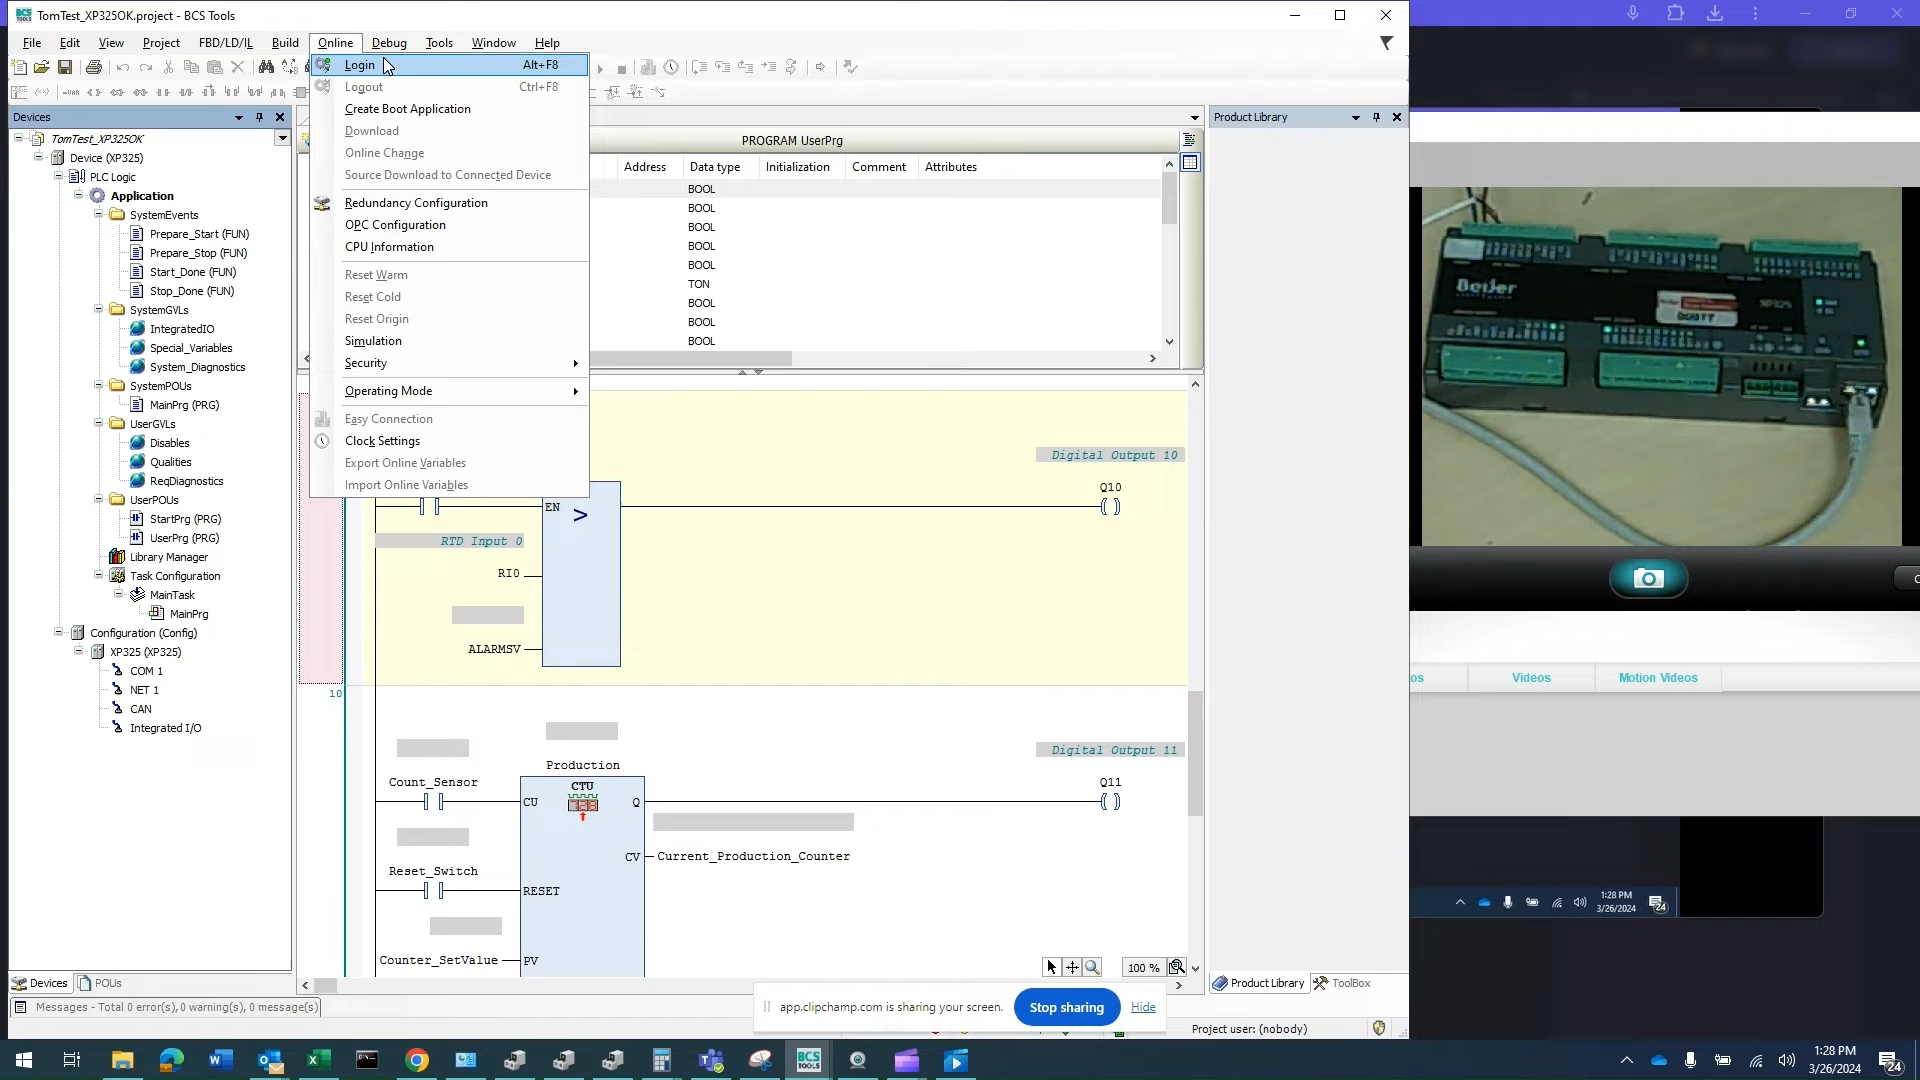 TomTest_XP325OK.project - BCS Tools
File Edit View Project FBD/LD/IL Build Online Debug Tools Window Help
Login Alt+F8
Logout Ctrl+F8
Create Boot Application
Download
Online Change
Source Download to Connected Device
Redundancy Configuration
OPC Configuration
CPU Information
Reset Warm
Reset Cold
Reset Origin
Simulation
Security
Operating Mode
Easy Connection
Clock Settings
Export Online Variables
Import Online Variables
Devices
TomTest_XP325OK
Device (XP325)
PLC Logic
Application
SystemEvents
Prepare_Start (FUN)
Prepare_Stop (FUN)
Start_Done (FUN)
Stop_Done (FUN)
SystemGVLs
IntegratedIO
Special_Variables
System_Diagnostics
SystemPOUs
MainPrg (PRG)
UserGVLs
Disables
Qualities
ReqDiagnostics
UserPOUs
StartPrg (PRG)
UserPrg (PRG)
Library Manager
Task Configuration
MainTask
MainPrg
Configuration (Config)
XP325 (XP325)
COM 1
NET 1
CAN
Integrated I/O
Devices POUs
PROGRAM UserPrg
Address Data type Initialization Comment Attributes
BOOL
BOOL
BOOL
BOOL
BOOL
TON
BOOL
BOOL
BOOL
Digital Output 10
Q10
EN >
RTD Input 0
RI0
ALARMSV
10
Digital Output 11
Production
Count_Sensor
CTU
Q11
CU Q
CV Current_Production_Counter
Reset_Switch
RESET
Counter_SetValue PV
100 %
Product Library
Product Library ToolBox
Messages - Total 0 error(s), 0 warning(s), 0 message(s)
app.clipchamp.com is sharing your screen. Stop sharing Hide
Project user: (nobody)
Beijer
XP325
os Videos Motion Videos
1:28 PM
3/26/2024
24
BCS
TOOLS
1:28 PM
3/26/2024
24